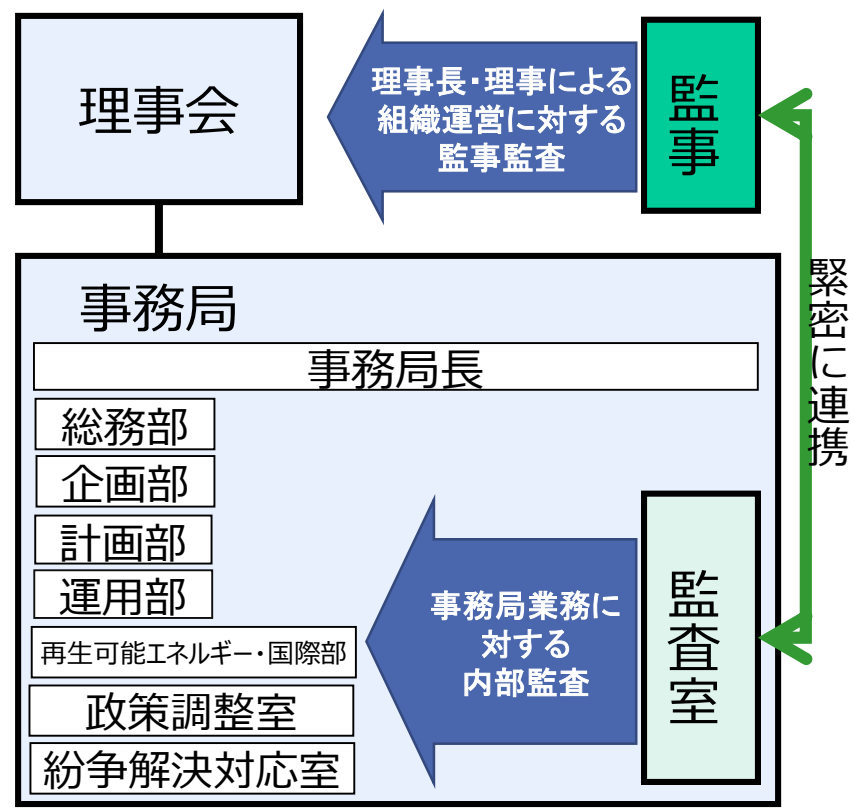 理事会
理事長・理事による
組織運営に対する
監事監査
監事
緊密に連携
事務局
事務局長
総務部
企画部
計画部
運用部
再生可能エネルギー・国際部
政策調整室
紛争解決対応室
事務局業務に
対する
内部監査
監査室